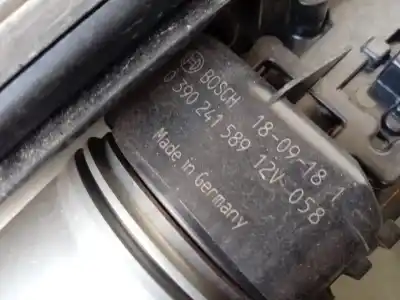 BOSCH 18-09-18 1
0 390 241 589 12V 058
Made in Germany